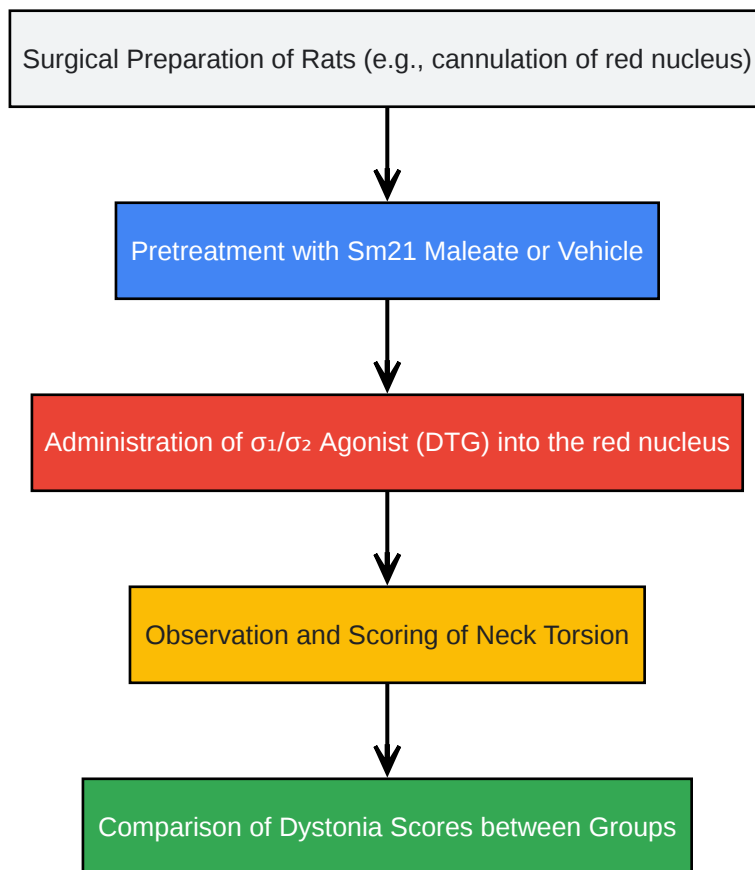 Surgical Preparation of Rats (e.g., cannulation of red nucleus)
Pretreatment with Sm21 Maleate or Vehicle
Administration of σ₁/σ₂ Agonist (DTG) into the red nucleus
Observation and Scoring of Neck Torsion
Comparison of Dystonia Scores between Groups